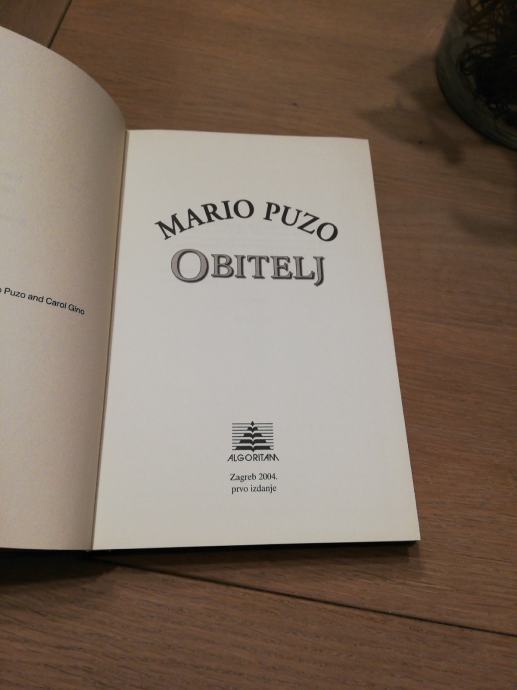 Puzo and Carol Gino
MARIO PUZO
OBITELJ
ALGORITAM
Zagreb 2004.
prvo izdanje